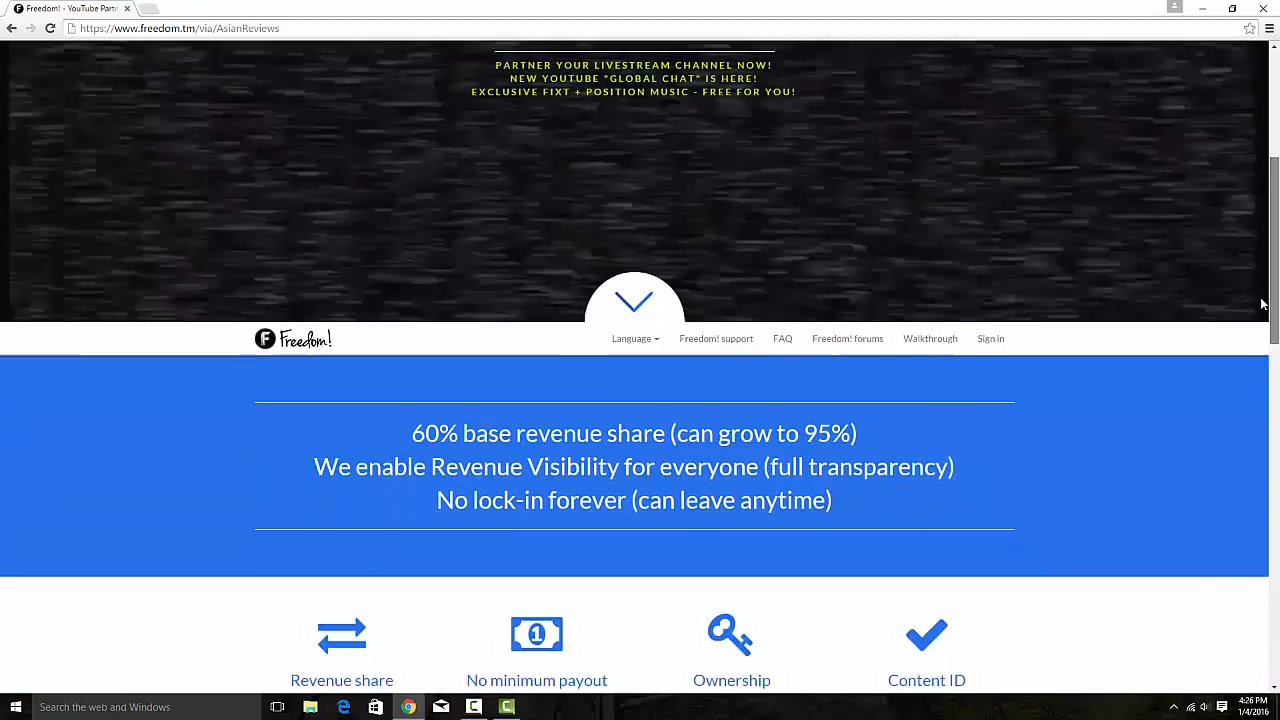 Freedom! - YouTube Partn
https://www.freedom.tm/via/AsianReviews
PARTNER YOUR LIVESTREAM CHANNEL NOW!
NEW YOUTUBE "GLOBAL CHAT" IS HERE!
EXCLUSIVE FIXT + POSITION MUSIC - FREE FOR YOU!
F Freedom!
Language
Freedom! support
FAQ
Freedom! forums
Walkthrough
Sign in
60% base revenue share (can grow to 95%)
We enable Revenue Visibility for everyone (full transparency)
No lock-in forever (can leave anytime)
1
Revenue share
No minimum payout
Ownership
Content ID
Search the web and Windows
4:26 PM
1/4/2016